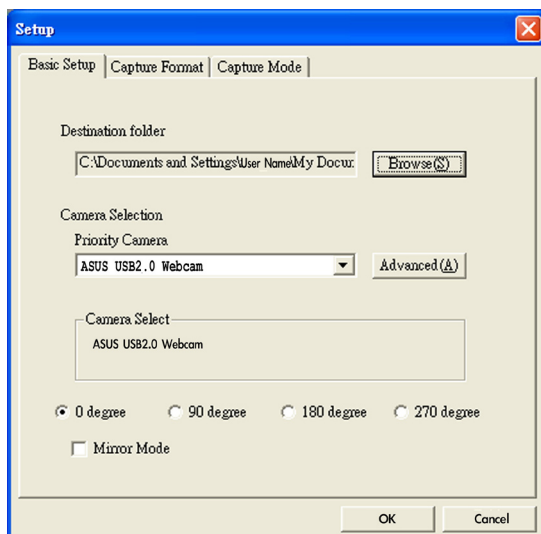 Setup
Basic Setup Capture Format Capture Mode
Destination folder
C:\Documents and Settings\User Name\My Docur Browse(S)
Camera Selection
Priority Camera
ASUS USB2.0 Webcam Advanced(A)
Camera Select
ASUS USB2.0 Webcam
0 degree 90 degree 180 degree 270 degree
Mirror Mode
OK Cancel